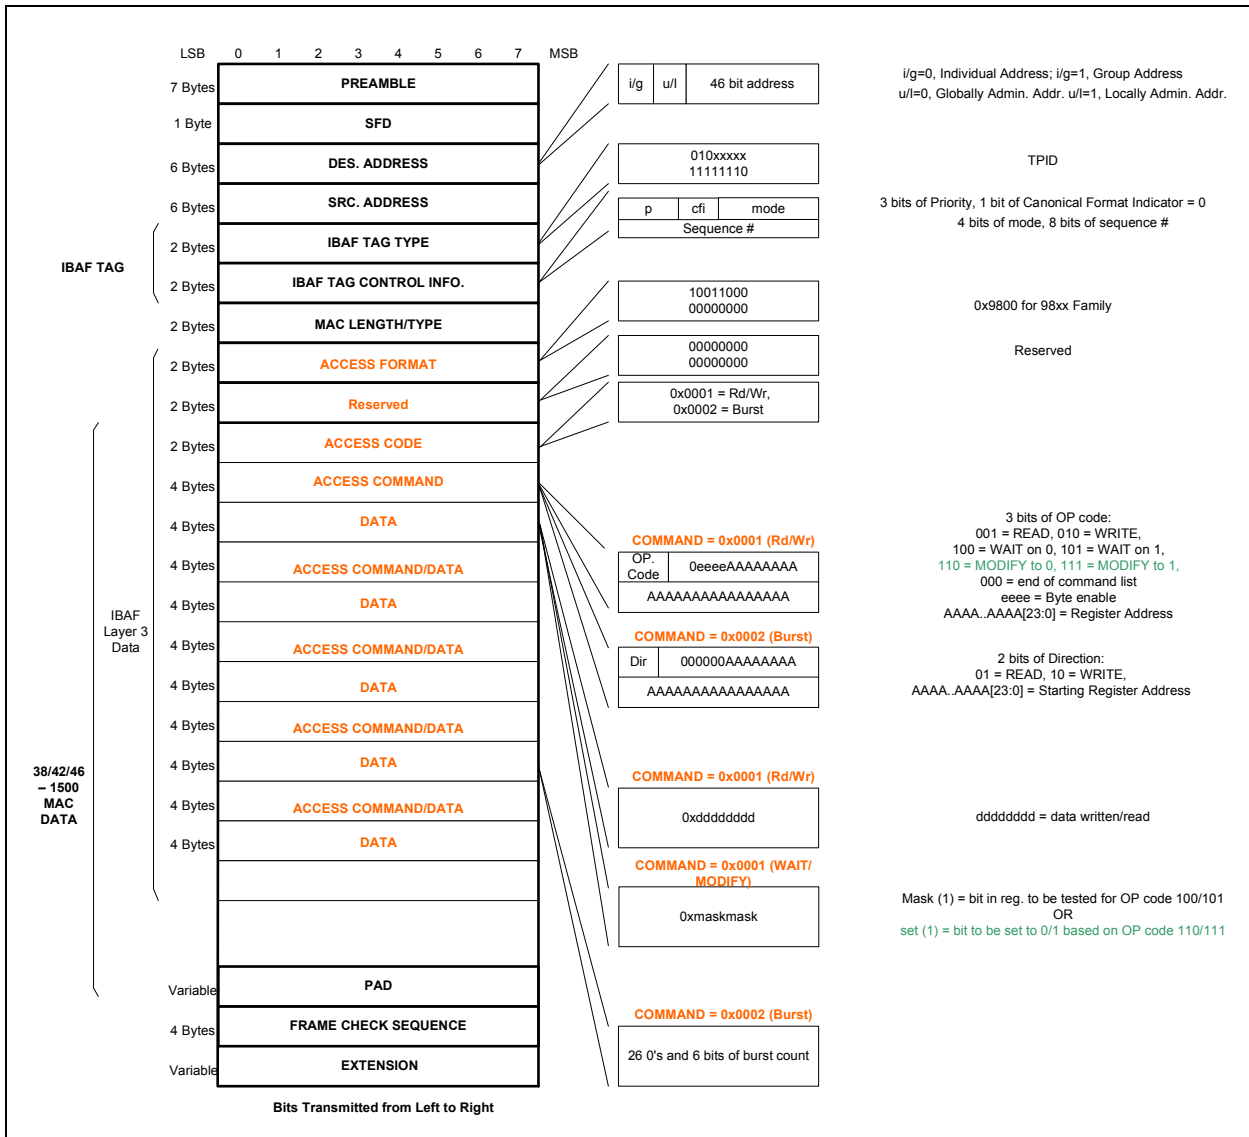 LSB 0 1 2 3 4 5 6 7 MSB
7 Bytes PREAMBLE
1 Byte SFD
6 Bytes DES. ADDRESS
6 Bytes SRC. ADDRESS
IBAF TAG
2 Bytes IBAF TAG TYPE
2 Bytes IBAF TAG CONTROL INFO.
2 Bytes MAC LENGTH/TYPE
2 Bytes ACCESS FORMAT
2 Bytes Reserved
2 Bytes ACCESS CODE
4 Bytes ACCESS COMMAND
4 Bytes DATA
4 Bytes ACCESS COMMAND/DATA
4 Bytes DATA
4 Bytes ACCESS COMMAND/DATA
4 Bytes DATA
4 Bytes ACCESS COMMAND/DATA
4 Bytes DATA
4 Bytes ACCESS COMMAND/DATA
4 Bytes DATA
IBAF
Layer 3
Data
38/42/46
– 1500
MAC
DATA
Variable PAD
4 Bytes FRAME CHECK SEQUENCE
Variable EXTENSION
Bits Transmitted from Left to Right
i/g u/l 46 bit address
i/g=0, Individual Address; i/g=1, Group Address
u/l=0, Globally Admin. Addr. u/l=1, Locally Admin. Addr.
010xxxxx
11111110
TPID
p cfi mode
Sequence #
3 bits of Priority, 1 bit of Canonical Format Indicator = 0
4 bits of mode, 8 bits of sequence #
10011000
00000000
0x9800 for 98xx Family
00000000
00000000
Reserved
0x0001 = Rd/Wr,
0x0002 = Burst
COMMAND = 0x0001 (Rd/Wr)
OP.
Code
0eeeeAAAAAAAA
AAAAAAAAAAAAAAAA
3 bits of OP code:
001 = READ, 010 = WRITE,
100 = WAIT on 0, 101 = WAIT on 1,
110 = MODIFY to 0, 111 = MODIFY to 1,
000 = end of command list
eeee = Byte enable
AAAA..AAAA[23:0] = Register Address
COMMAND = 0x0002 (Burst)
Dir 000000AAAAAAAA
AAAAAAAAAAAAAAAA
2 bits of Direction:
01 = READ, 10 = WRITE,
AAAA..AAAA[23:0] = Starting Register Address
COMMAND = 0x0001 (Rd/Wr)
0xdddddddd
dddddddd = data written/read
COMMAND = 0x0001 (WAIT/
MODIFY)
0xmaskmask
Mask (1) = bit in reg. to be tested for OP code 100/101
OR
set (1) = bit to be set to 0/1 based on OP code 110/111
COMMAND = 0x0002 (Burst)
26 0's and 6 bits of burst count